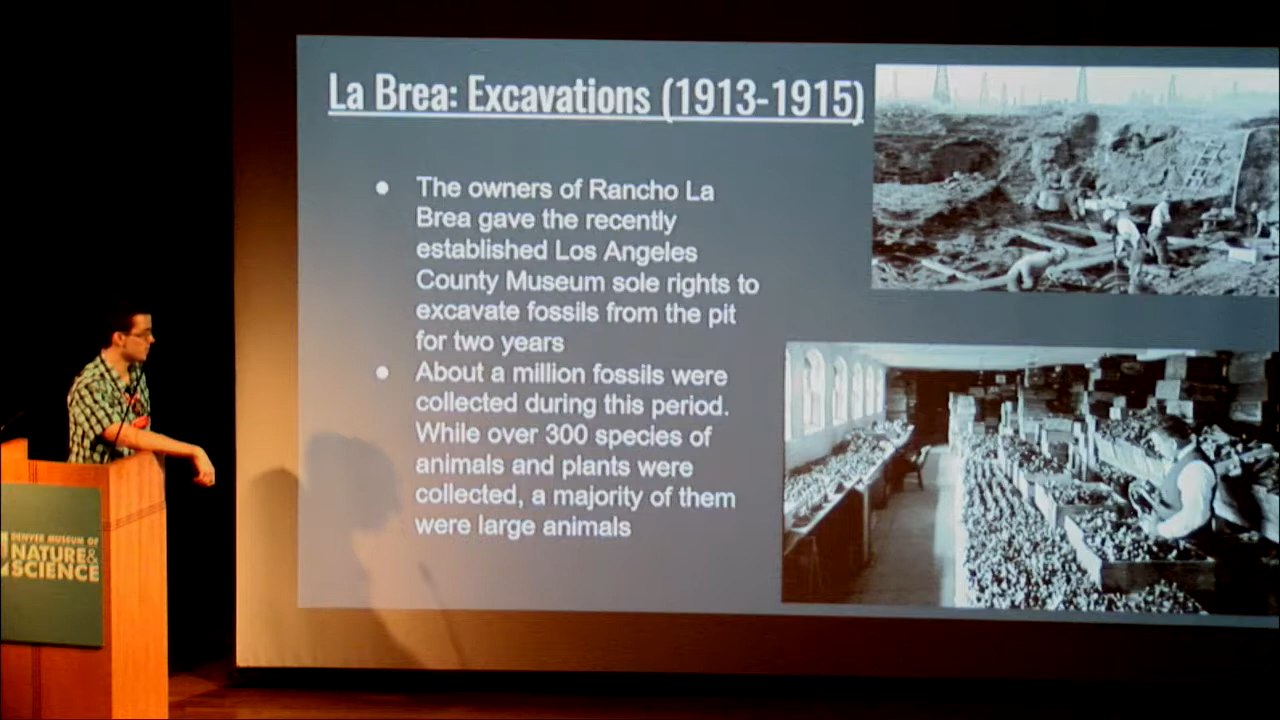 La Brea: Excavations (1913-1915)
● The owners of Rancho La
Brea gave the recently
established Los Angeles
County Museum sole rights to
excavate fossils from the pit
for two years
● About a million fossils were
collected during this period.
While over 300 species of
animals and plants were
collected, a majority of them
were large animals
DENVER MUSEUM OF
NATURE &
SCIENCE